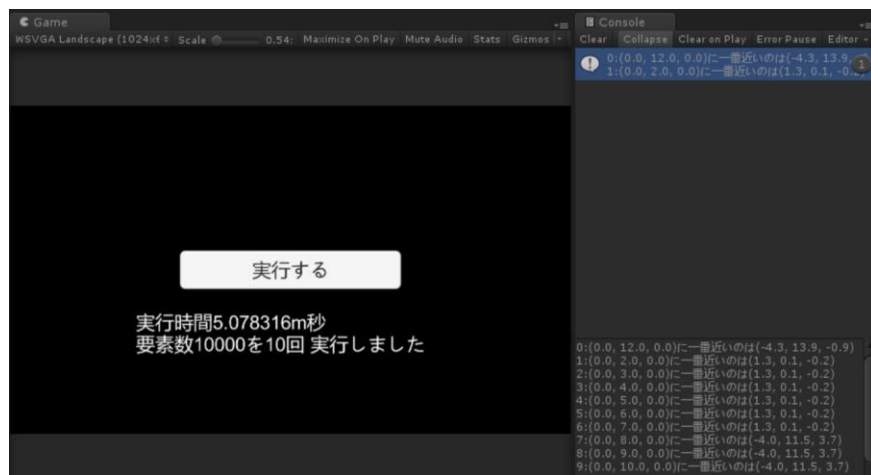 Game
WSVGA Landscape (1024x6 Scale 0.54: Maximize On Play Mute Audio Stats Gizmos
実行する
実行時間5.078316m秒
要素数10000を10回 実行しました
Console
Clear Collapse Clear on Play Error Pause Editor
0:(0.0, 12.0, 0.0)に一番近いのは(-4.3, 13.9,
1:(0.0, 2.0, 0.0)に一番近いのは(1.3, 0.1, -0.2)
1
0:(0.0, 12.0, 0.0)に一番近いのは(-4.3, 13.9, -0.9)
1:(0.0, 2.0, 0.0)に一番近いのは(1.3, 0.1, -0.2)
2:(0.0, 3.0, 0.0)に一番近いのは(1.3, 0.1, -0.2)
3:(0.0, 4.0, 0.0)に一番近いのは(1.3, 0.1, -0.2)
4:(0.0, 5.0, 0.0)に一番近いのは(1.3, 0.1, -0.2)
5:(0.0, 6.0, 0.0)に一番近いのは(1.3, 0.1, -0.2)
6:(0.0, 7.0, 0.0)に一番近いのは(1.3, 0.1, -0.2)
7:(0.0, 8.0, 0.0)に一番近いのは(-4.0, 11.5, 3.7)
8:(0.0, 9.0, 0.0)に一番近いのは(-4.0, 11.5, 3.7)
9:(0.0, 10.0, 0.0)に一番近いのは(-4.0, 11.5, 3.7)